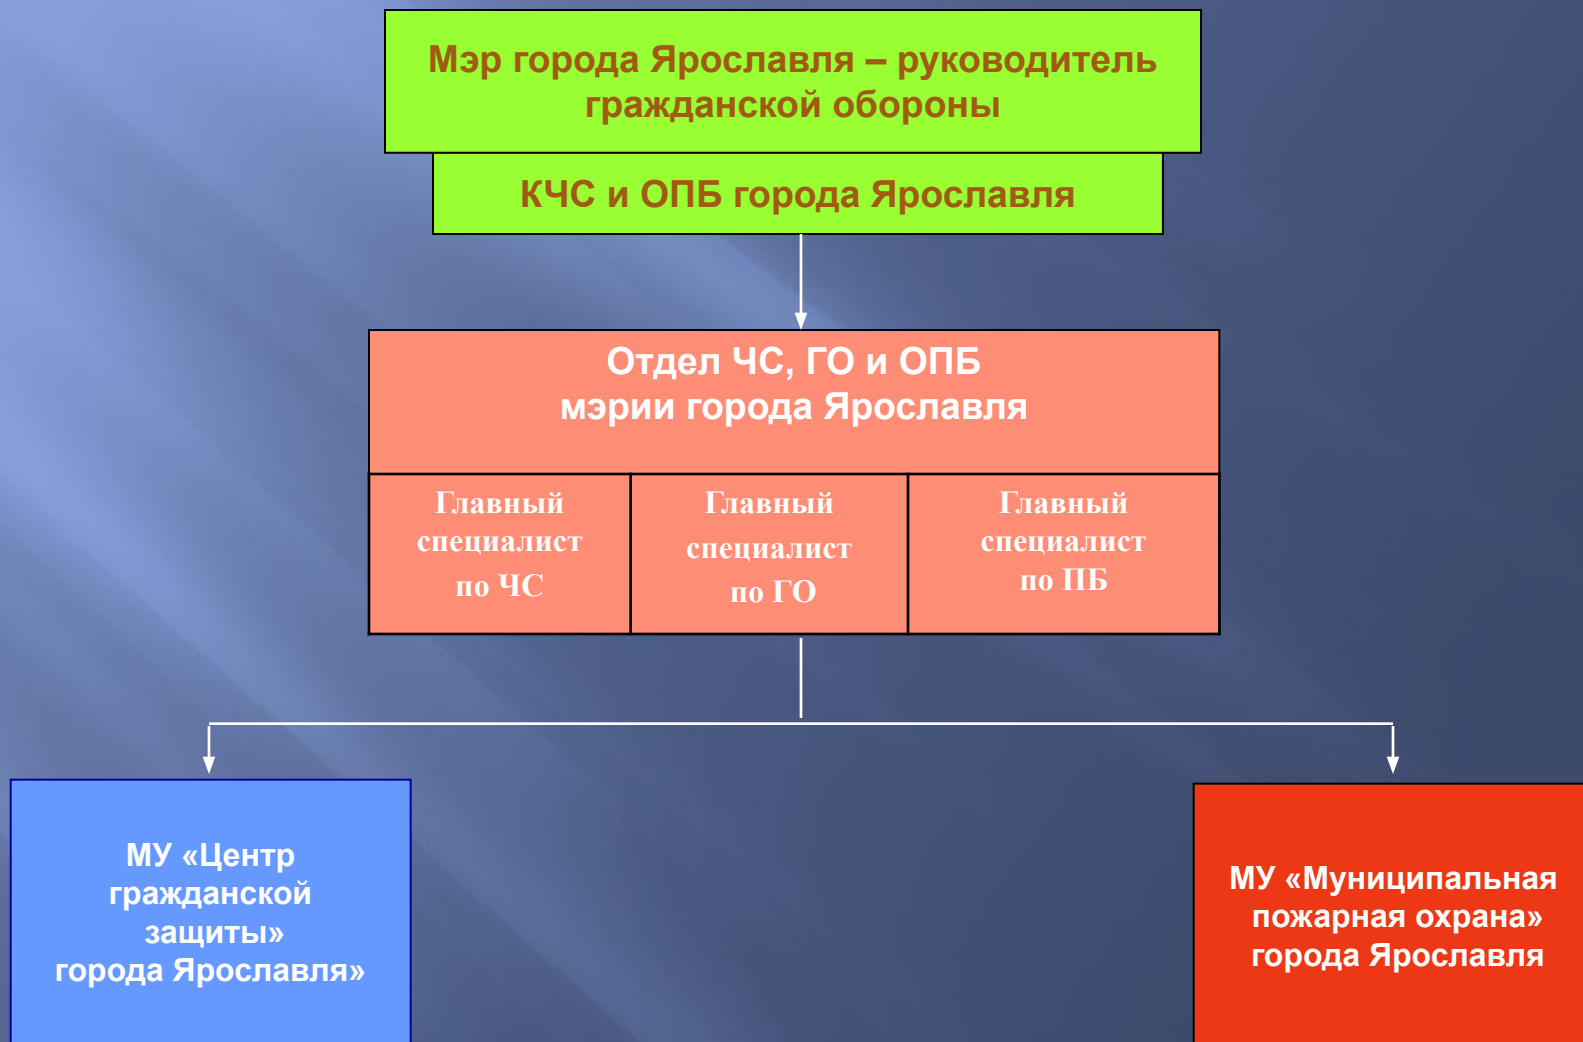 Мэр города Ярославля – руководитель
гражданской обороны
КЧС и ОПБ города Ярославля
Отдел ЧС, ГО и ОПБ
мэрии города Ярославля
Главный
специалист
по ЧС
Главный
специалист
по ГО
Главный
специалист
по ПБ
МУ «Центр
гражданской
защиты»
города Ярославля»
МУ «Муниципальная
пожарная охрана»
города Ярославля